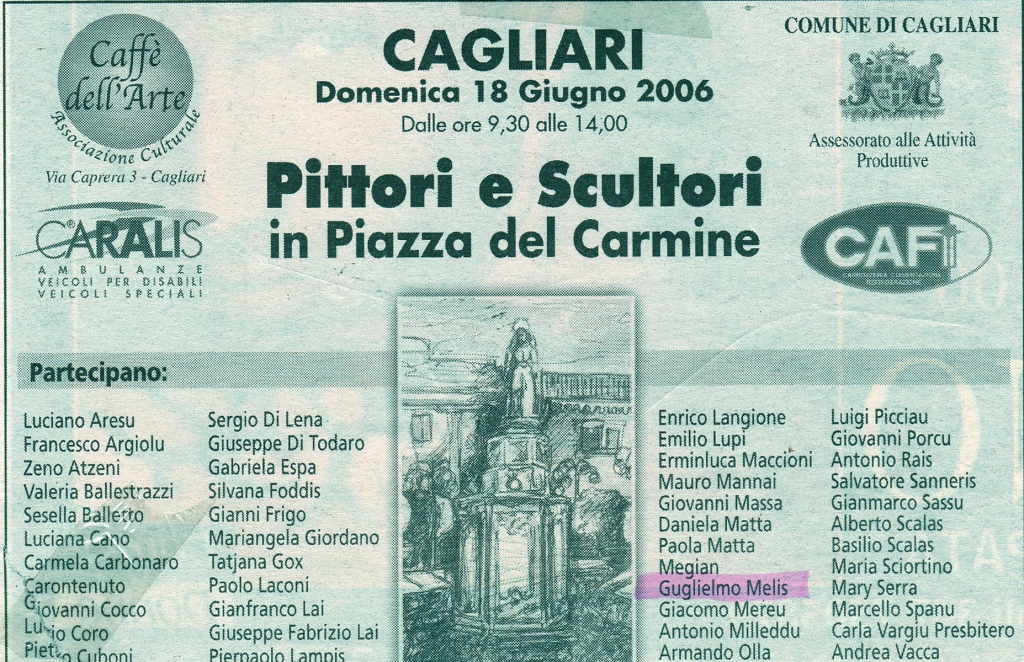 Caffè
dell'Arte
Associazione Culturale
Via Caprera 3 - Cagliari
CARALIS
AMBULANZE
VEICOLI PER DISABILI
VEICOLI SPECIALI
CAGLIARI
Domenica 18 Giugno 2006
Dalle ore 9,30 alle 14,00
Pittori e Scultori
in Piazza del Carmine
COMUNE DI CAGLIARI
Assessorato alle Attività
Produttive
CAF
Partecipano:
Luciano Aresu
Francesco Argiolu
Zeno Atzeni
Valeria Ballestrazzi
Sesella Balletto
Luciana Cano
Carmela Carbonaro
Carontenuto
Giovanni Cocco
Coro
Cuboni
Sergio Di Lena
Giuseppe Di Todaro
Gabriela Espa
Silvana Foddis
Gianni Frigo
Mariangela Giordano
Tatjana Gox
Paolo Laconi
Gianfranco Lai
Giuseppe Fabrizio Lai
Pierpaolo Lampis
Enrico Langione
Emilio Lupi
Erminluca Maccioni
Mauro Mannai
Giovanni Massa
Daniela Matta
Paola Matta
Megian
Guglielmo Melis
Giacomo Mereu
Antonio Milleddu
Armando Olla
Luigi Picciau
Giovanni Porcu
Antonio Rais
Salvatore Sanneris
Gianmarco Sassu
Alberto Scalas
Basilio Scalas
Maria Sciortino
Mary Serra
Marcello Spanu
Carla Vargiu Presbitero
Andrea Vacca